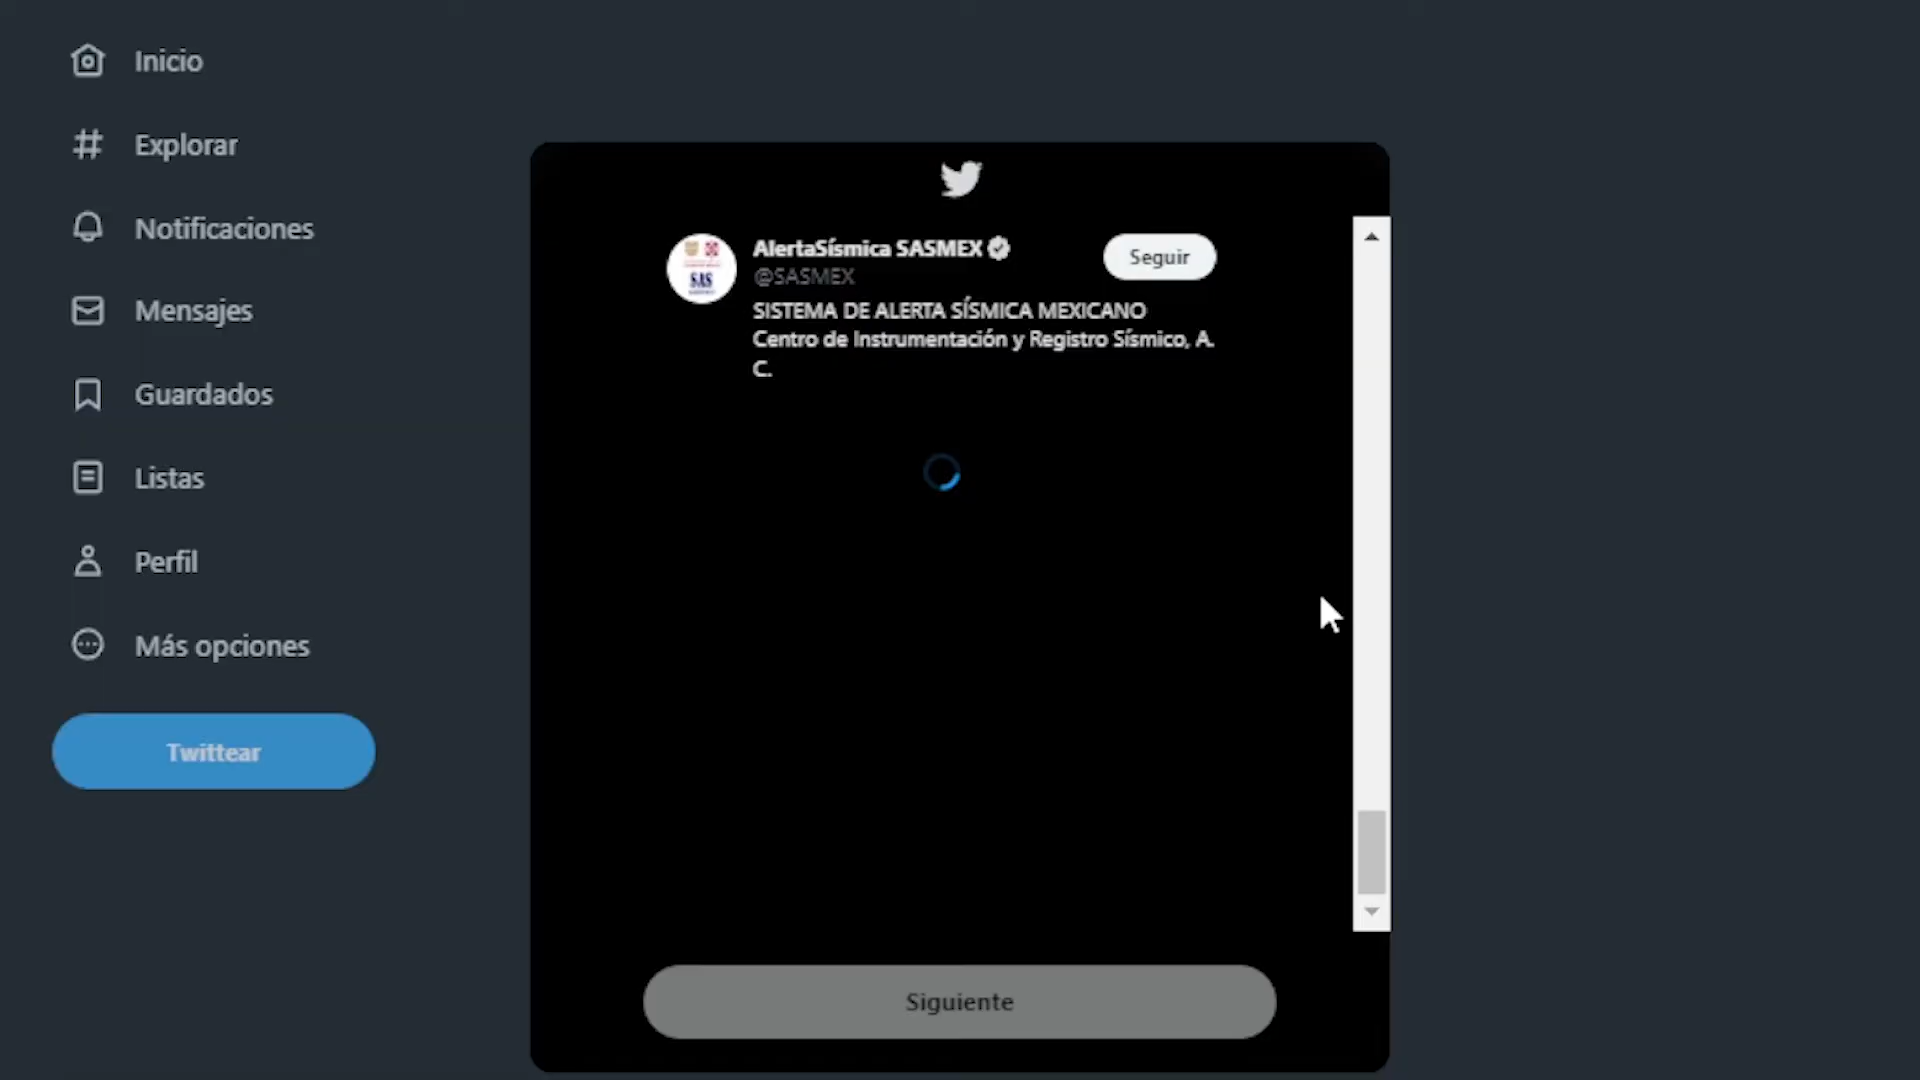 Inicio
Explorar
Notificaciones
Mensajes
Guardados
Listas
Perfil
Más opciones
Twittear
AlertaSísmica SASMEX
@SASMEX
Seguir
SISTEMA DE ALERTA SÍSMICA MEXICANO
Centro de Instrumentación y Registro Sísmico, A.
C.
SAS
Siguiente